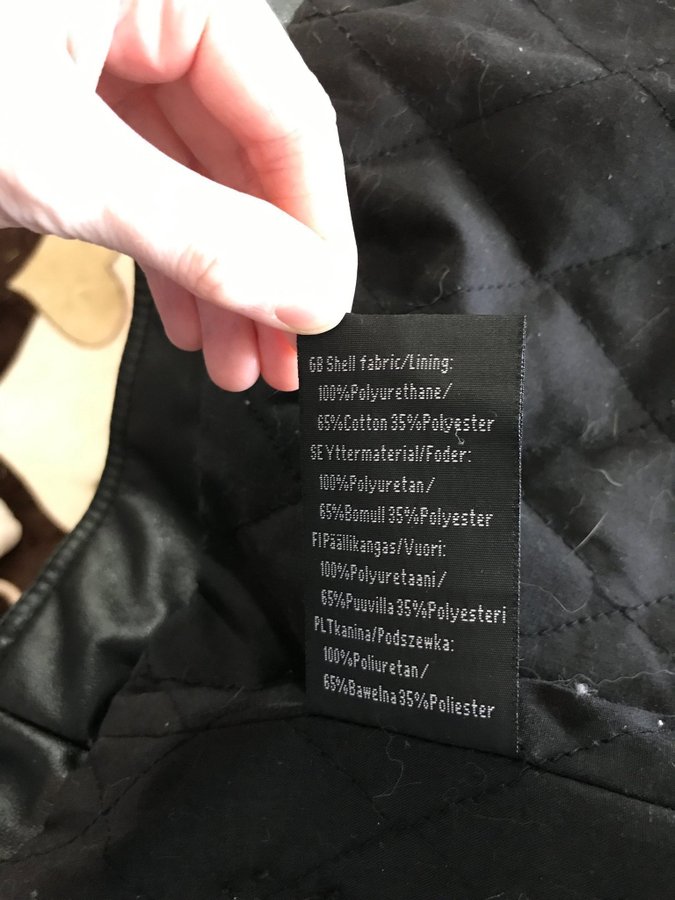 GB Shell fabric/Lining:
100%Polyurethane/
65%Cotton 35%Polyester
SE Yttermaterial/Foder:
100%Polyuretan/
65%Bomull 35%Polyester
FI Päällikangas/Vuori:
100%Polyuretaani/
65%Puuvilla 35%Polyesteri
PL Tkanina/Podszewka:
100%Poliuretan/
65%Bawelna 35%Poliester